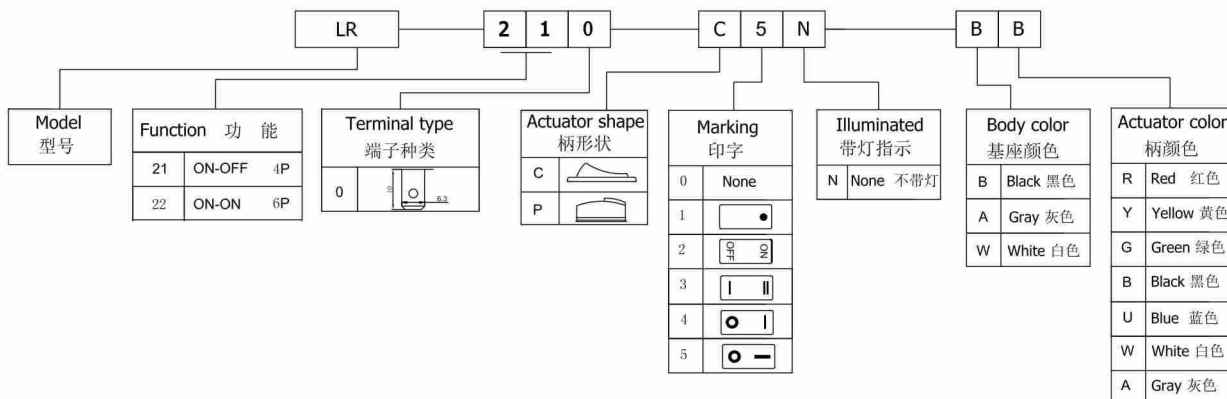 LR 2 1 0 C 5 N B B
Model
型号
Function 功 能
21 ON-OFF 4P
22 ON-ON 6P
Terminal type
端子种类
0 10 6.3
Actuator shape
柄形状
C
P
Marking
印字
0 None
1
2 OFF ON
3 I II
4 O I
5 O —
Illuminated
带灯指示
N None 不带灯
Body color
基座颜色
B Black 黑色
A Gray 灰色
W White 白色
Actuator color
柄颜色
R Red 红色
Y Yellow 黄色
G Green 绿色
B Black 黑色
U Blue 蓝色
W White 白色
A Gray 灰色